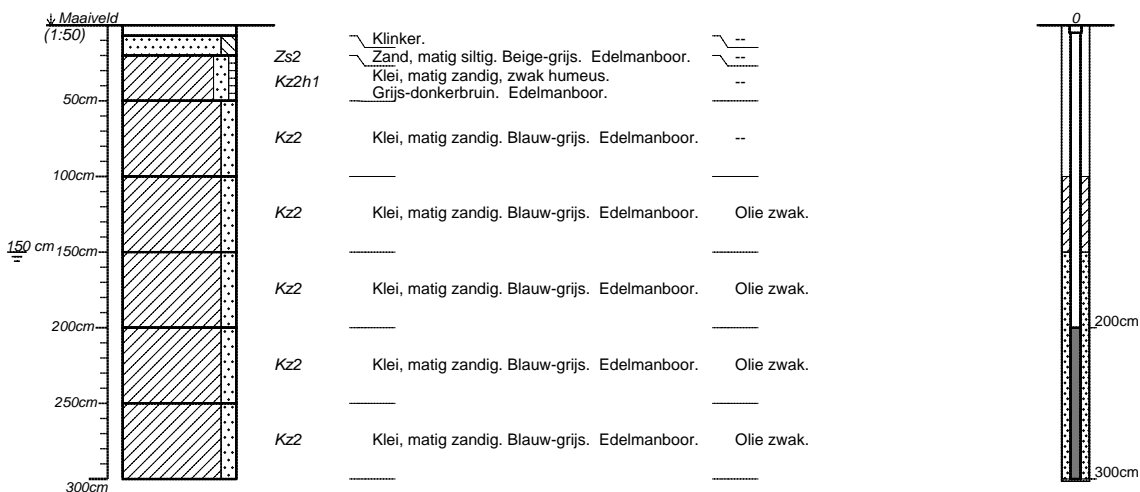 Maaiveld
0
(1:50)
Klinker. --
Zs2 Zand, matig siltig. Beige-grijs. Edelmanboor. --
Kz2h1 Klei, matig zandig, zwak humeus. --
Grijs-donkerbruin. Edelmanboor.
50cm
Kz2 Klei, matig zandig. Blauw-grijs. Edelmanboor. --
100cm
Kz2 Klei, matig zandig. Blauw-grijs. Edelmanboor. Olie zwak.
150 cm 150cm
Kz2 Klei, matig zandig. Blauw-grijs. Edelmanboor. Olie zwak.
200cm 200cm
Kz2 Klei, matig zandig. Blauw-grijs. Edelmanboor. Olie zwak.
250cm
Kz2 Klei, matig zandig. Blauw-grijs. Edelmanboor. Olie zwak.
300cm 300cm